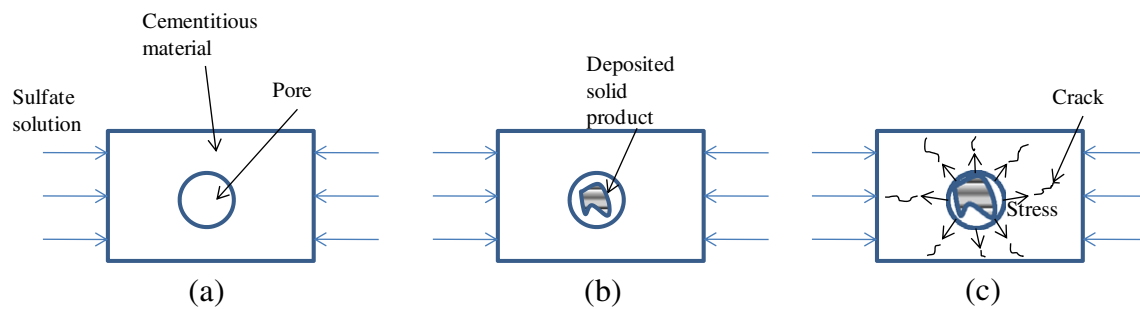 Cementitious
material
Pore
Sulfate
solution
(a)
Deposited
solid
product
(b)
Crack
Stress
(c)